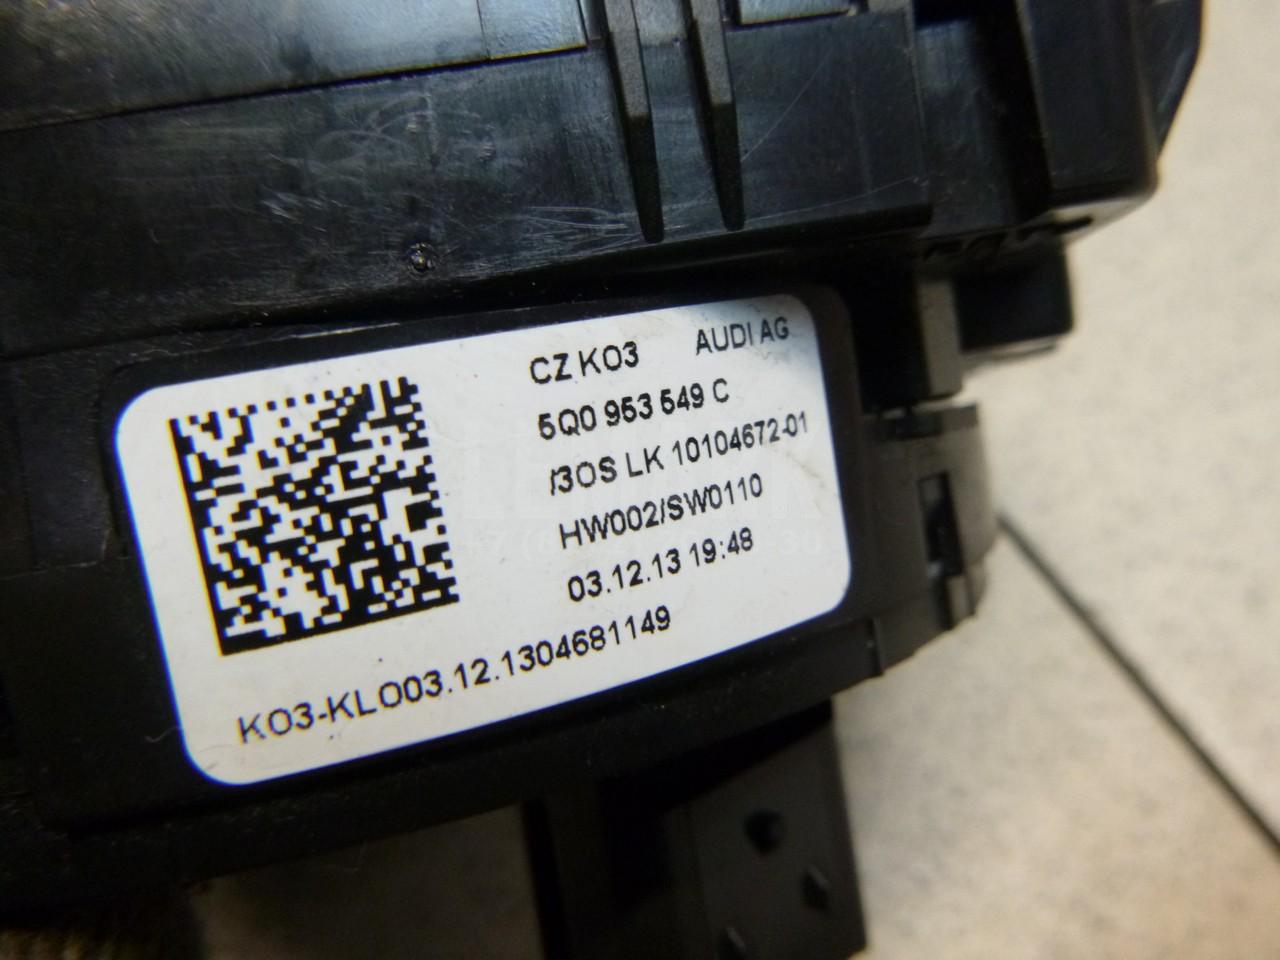 CZ K03 AUDI AG
5Q0 953 549 C
/3OS LK 10104672-01
HW002/SW0110
03.12.13 19:48
K03-KLO03.12.1304681149